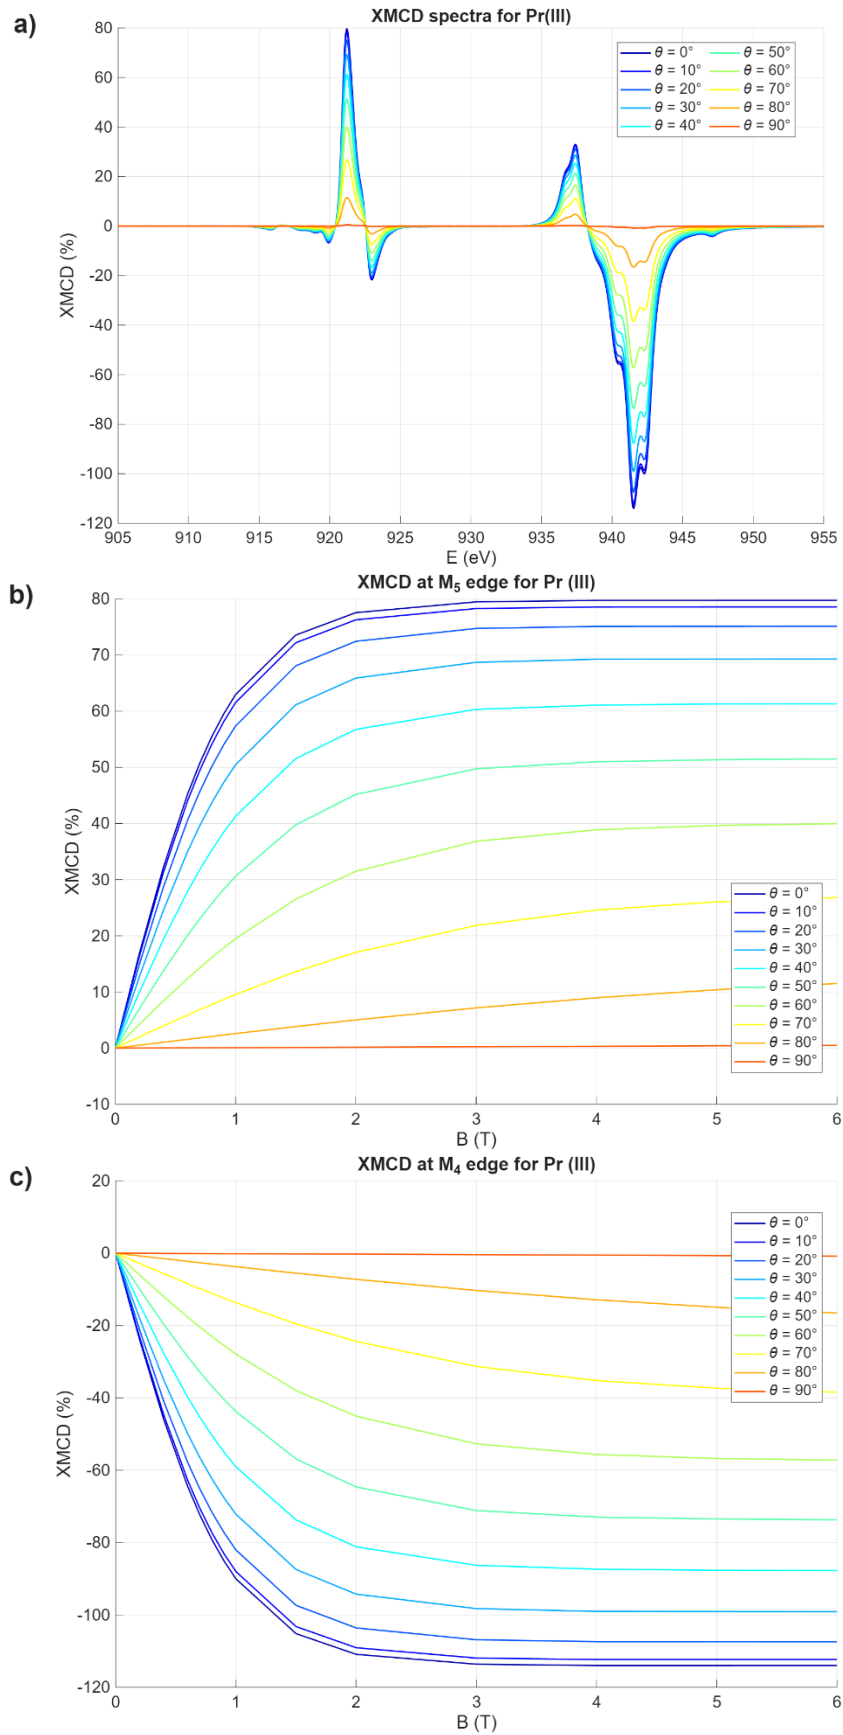 a)
XMCD spectra for Pr(III)
80
60
40
20
0
-20
-40
-60
-80
-100
-120
XMCD (%)
θ = 0°
θ = 10°
θ = 20°
θ = 30°
θ = 40°
θ = 50°
θ = 60°
θ = 70°
θ = 80°
θ = 90°
905 910 915 920 925 930 935 940 945 950 955
E (eV)
b)
XMCD at M5 edge for Pr (III)
80
70
60
50
40
30
20
10
0
-10
XMCD (%)
θ = 0°
θ = 10°
θ = 20°
θ = 30°
θ = 40°
θ = 50°
θ = 60°
θ = 70°
θ = 80°
θ = 90°
0 1 2 3 4 5 6
B (T)
c)
XMCD at M4 edge for Pr (III)
20
0
-20
-40
-60
-80
-100
-120
XMCD (%)
θ = 0°
θ = 10°
θ = 20°
θ = 30°
θ = 40°
θ = 50°
θ = 60°
θ = 70°
θ = 80°
θ = 90°
0 1 2 3 4 5 6
B (T)